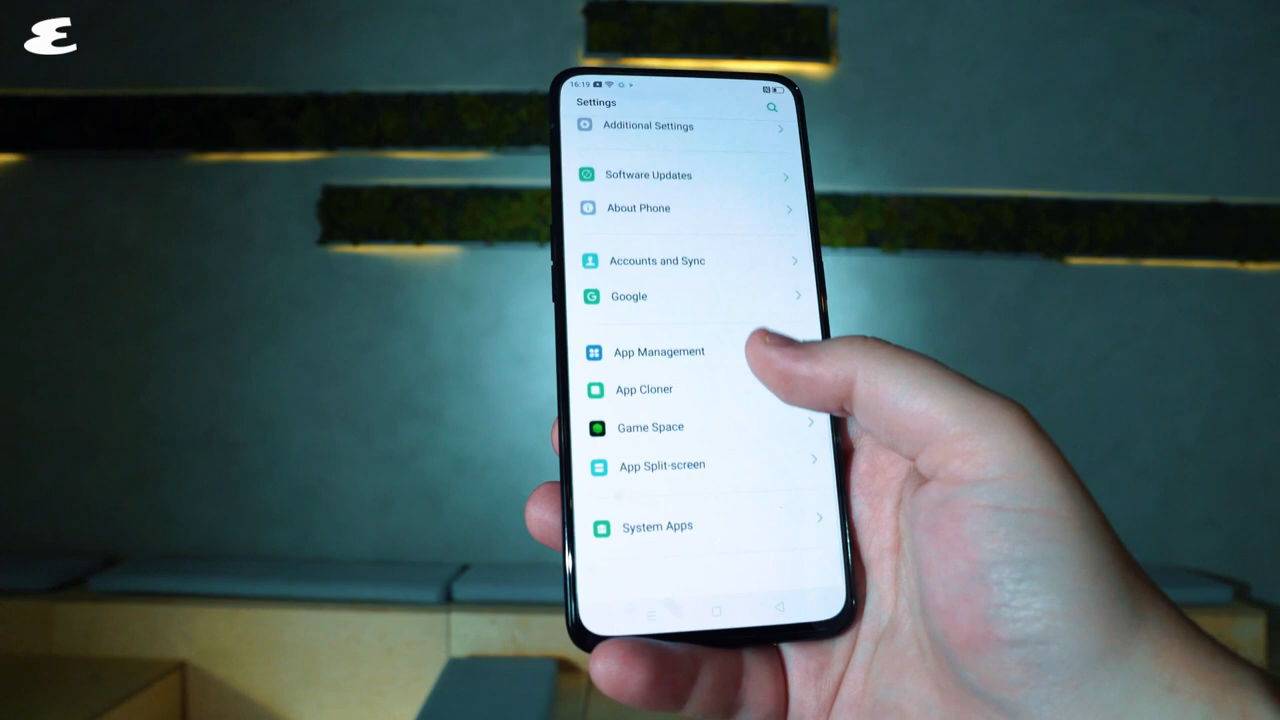 16:19
Settings
Additional Settings
Software Updates
About Phone
Accounts and Sync
Google
App Management
App Cloner
Game Space
App Split-screen
System Apps